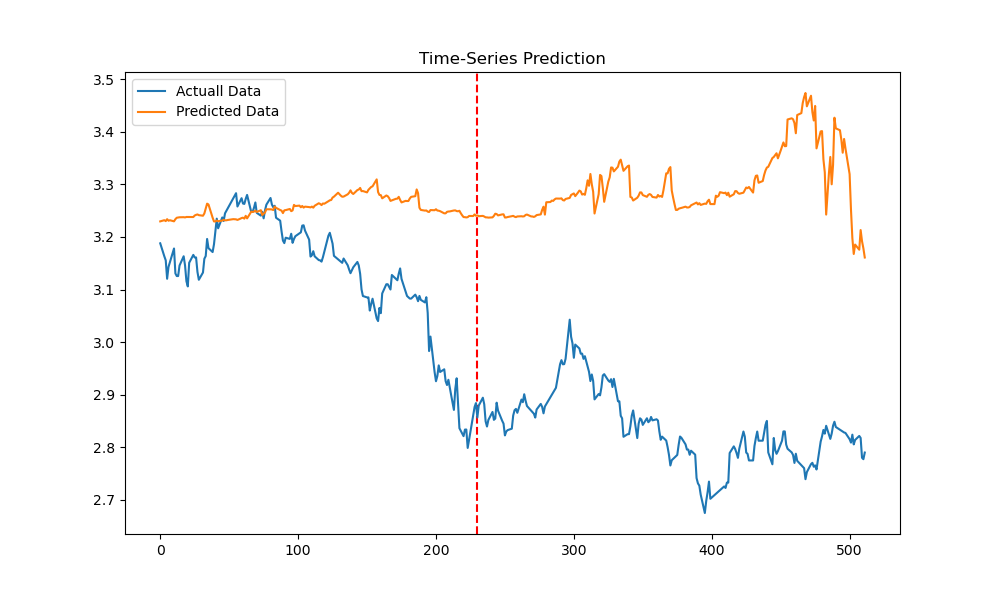 Time-Series Prediction
Actuall Data
Predicted Data
3.5
3.4
3.3
3.2
3.1
3.0
2.9
2.8
2.7
0 100 200 300 400 500